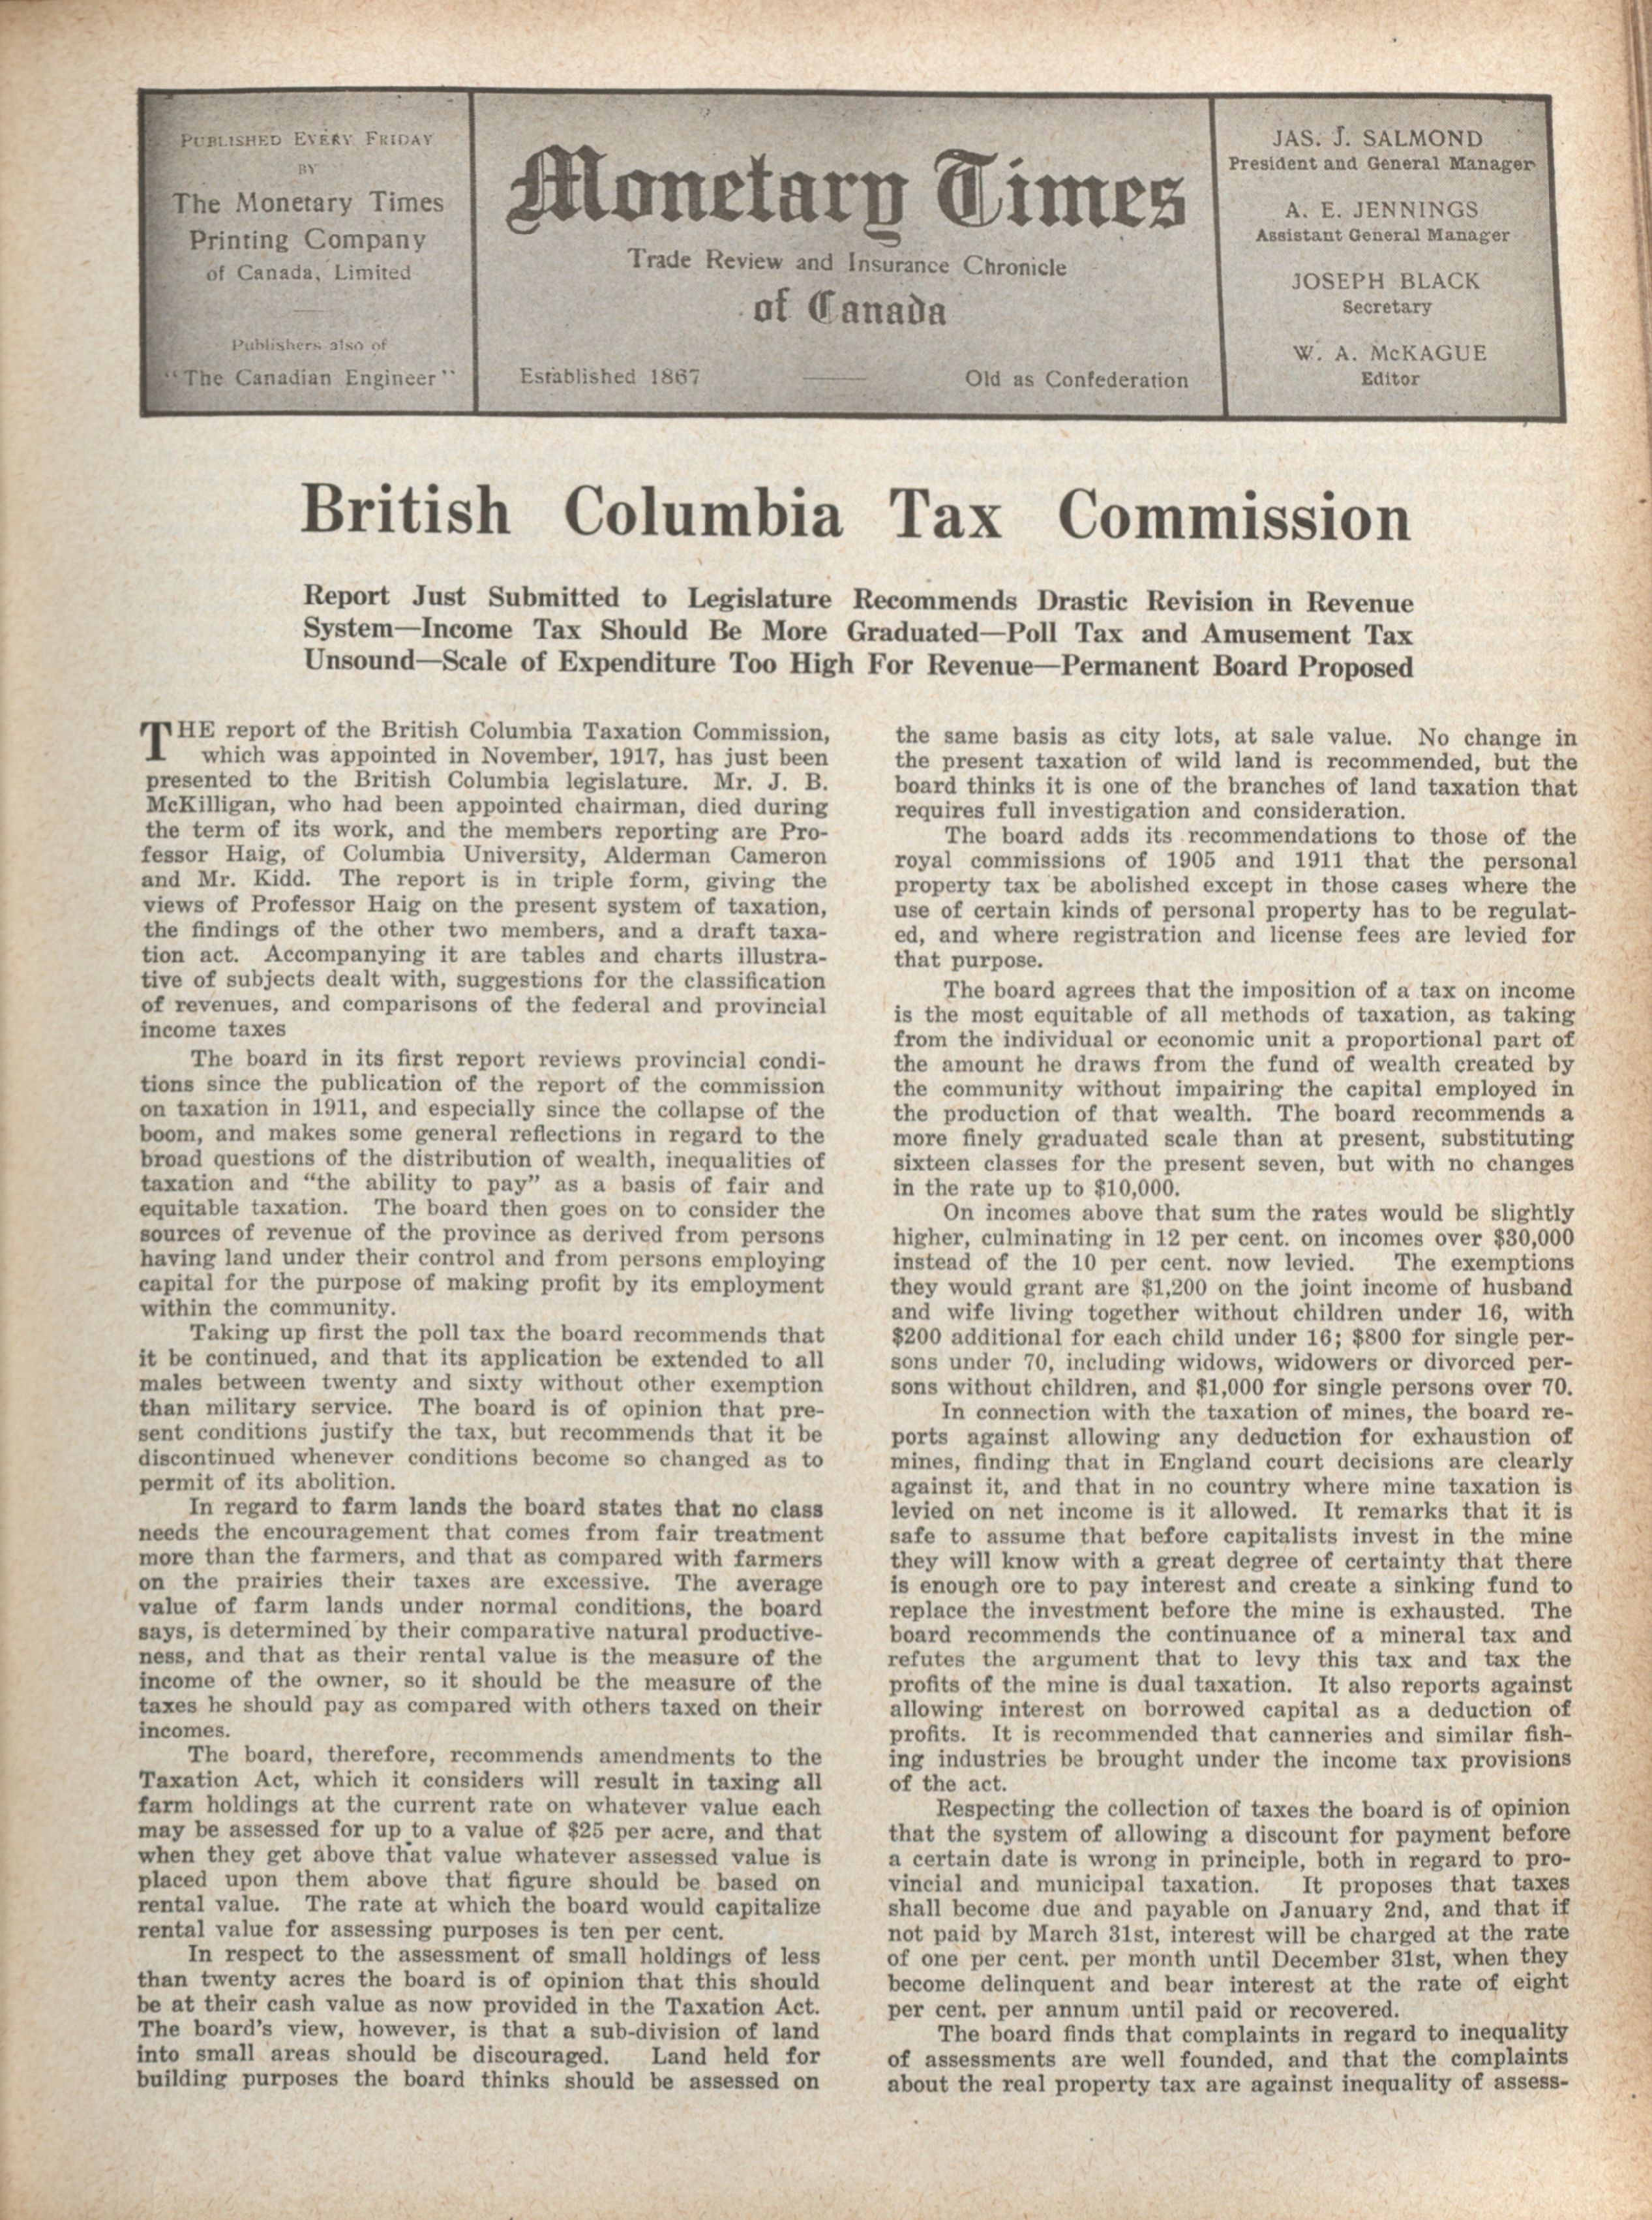 PUBLISHED EVERY FRIDAY
BY
The Monetary Times
Printing Company
of Canada, Limited
Publishers also of
"The Canadian Engineer"
Monetary Times
Trade Review and Insurance Chronicle
of Canada
Established 1867
Old as Confederation
JAS. J. SALMOND
President and General Manager
A. E. JENNINGS
Assistant General Manager
JOSEPH BLACK
Secretary
W. A. McKAGUE
Editor
British Columbia Tax Commission
Report Just Submitted to Legislature Recommends Drastic Revision in Revenue
System—Income Tax Should Be More Graduated—Poll Tax and Amusement Tax
Unsound—Scale of Expenditure Too High For Revenue—Permanent Board Proposed
THE report of the British Columbia Taxation Commission,
which was appointed in November, 1917, has just been
presented to the British Columbia legislature. Mr. J. B.
McKilligan, who had been appointed chairman, died during
the term of its work, and the members reporting are Pro-
fessor Haig, of Columbia University, Alderman Cameron
and Mr. Kidd. The report is in triple form, giving the
views of Professor Haig on the present system of taxation,
the findings of the other two members, and a draft taxa-
tion act. Accompanying it are tables and charts illustra-
tive of subjects dealt with, suggestions for the classification
of revenues, and comparisons of the federal and provincial
income taxes
The board in its first report reviews provincial condi-
tions since the publication of the report of the commission
on taxation in 1911, and especially since the collapse of the
boom, and makes some general reflections in regard to the
broad questions of the distribution of wealth, inequalities of
taxation and "the ability to pay" as a basis of fair and
equitable taxation. The board then goes on to consider the
sources of revenue of the province as derived from persons
having land under their control and from persons employing
capital for the purpose of making profit by its employment
within the community.
Taking up first the poll tax the board recommends that
it be continued, and that its application be extended to all
males between twenty and sixty without other exemption
than military service. The board is of opinion that pre-
sent conditions justify the tax, but recommends that it be
discontinued whenever conditions become so changed as to
permit of its abolition.
In regard to farm lands the board states that no class
needs the encouragement that comes from fair treatment
more than the farmers, and that as compared with farmers
on the prairies their taxes are excessive. The average
value of farm lands under normal conditions, the board
says, is determined by their comparative natural productive-
ness, and that as their rental value is the measure of the
income of the owner, so it should be the measure of the
taxes he should pay as compared with others taxed on their
incomes.
The board, therefore, recommends amendments to the
Taxation Act, which it considers will result in taxing all
farm holdings at the current rate on whatever value each
may be assessed for up to a value of $25 per acre, and that
when they get above that value whatever assessed value is
placed upon them above that figure should be based on
rental value. The rate at which the board would capitalize
rental value for assessing purposes is ten per cent.
In respect to the assessment of small holdings of less
than twenty acres the board is of opinion that this should
be at their cash value as now provided in the Taxation Act.
The board's view, however, is that a sub-division of land
into small areas should be discouraged. Land held for
building purposes the board thinks should be assessed on
the same basis as city lots, at sale value. No change in
the present taxation of wild land is recommended, but the
board thinks it is one of the branches of land taxation that
requires full investigation and consideration.
The board adds its recommendations to those of the
royal commissions of 1905 and 1911 that the personal
property tax be abolished except in those cases where the
use of certain kinds of personal property has to be regulat-
ed, and where registration and license fees are levied for
that purpose.
The board agrees that the imposition of a tax on income
is the most equitable of all methods of taxation, as taking
from the individual or economic unit a proportional part of
the amount he draws from the fund of wealth created by
the community without impairing the capital employed in
the production of that wealth. The board recommends a
more finely graduated scale than at present, substituting
sixteen classes for the present seven, but with no changes
in the rate up to $10,000.
On incomes above that sum the rates would be slightly
higher, culminating in 12 per cent. on incomes over $30,000
instead of the 10 per cent. now levied. The exemptions
they would grant are $1,200 on the joint income of husband
and wife living together without children under 16, with
$200 additional for each child under 16; $800 for single per-
sons under 70, including widows, widowers or divorced per-
sons without children, and $1,000 for single persons over 70.
In connection with the taxation of mines, the board re-
ports against allowing any deduction for exhaustion of
mines, finding that in England court decisions are clearly
against it, and that in no country where mine taxation is
levied on net income is it allowed. It remarks that it is
safe to assume that before capitalists invest in the mine
they will know with a great degree of certainty that there
is enough ore to pay interest and create a sinking fund to
replace the investment before the mine is exhausted. The
board recommends the continuance of a mineral tax and
refutes the argument that to levy this tax and tax the
profits of the mine is dual taxation. It also reports against
allowing interest on borrowed capital as a deduction of
profits. It is recommended that canneries and similar fish-
ing industries be brought under the income tax provisions
of the act.
Respecting the collection of taxes the board is of opinion
that the system of allowing a discount for payment before
a certain date is wrong in principle, both in regard to pro-
vincial and municipal taxation. It proposes that taxes
shall become due and payable on January 2nd, and that if
not paid by March 31st, interest will be charged at the rate
of one per cent. per month until December 31st, when they
become delinquent and bear interest at the rate of eight
per cent. per annum until paid or recovered.
The board finds that complaints in regard to inequality
of assessments are well founded, and that the complaints
about the real property tax are against inequality of assess-